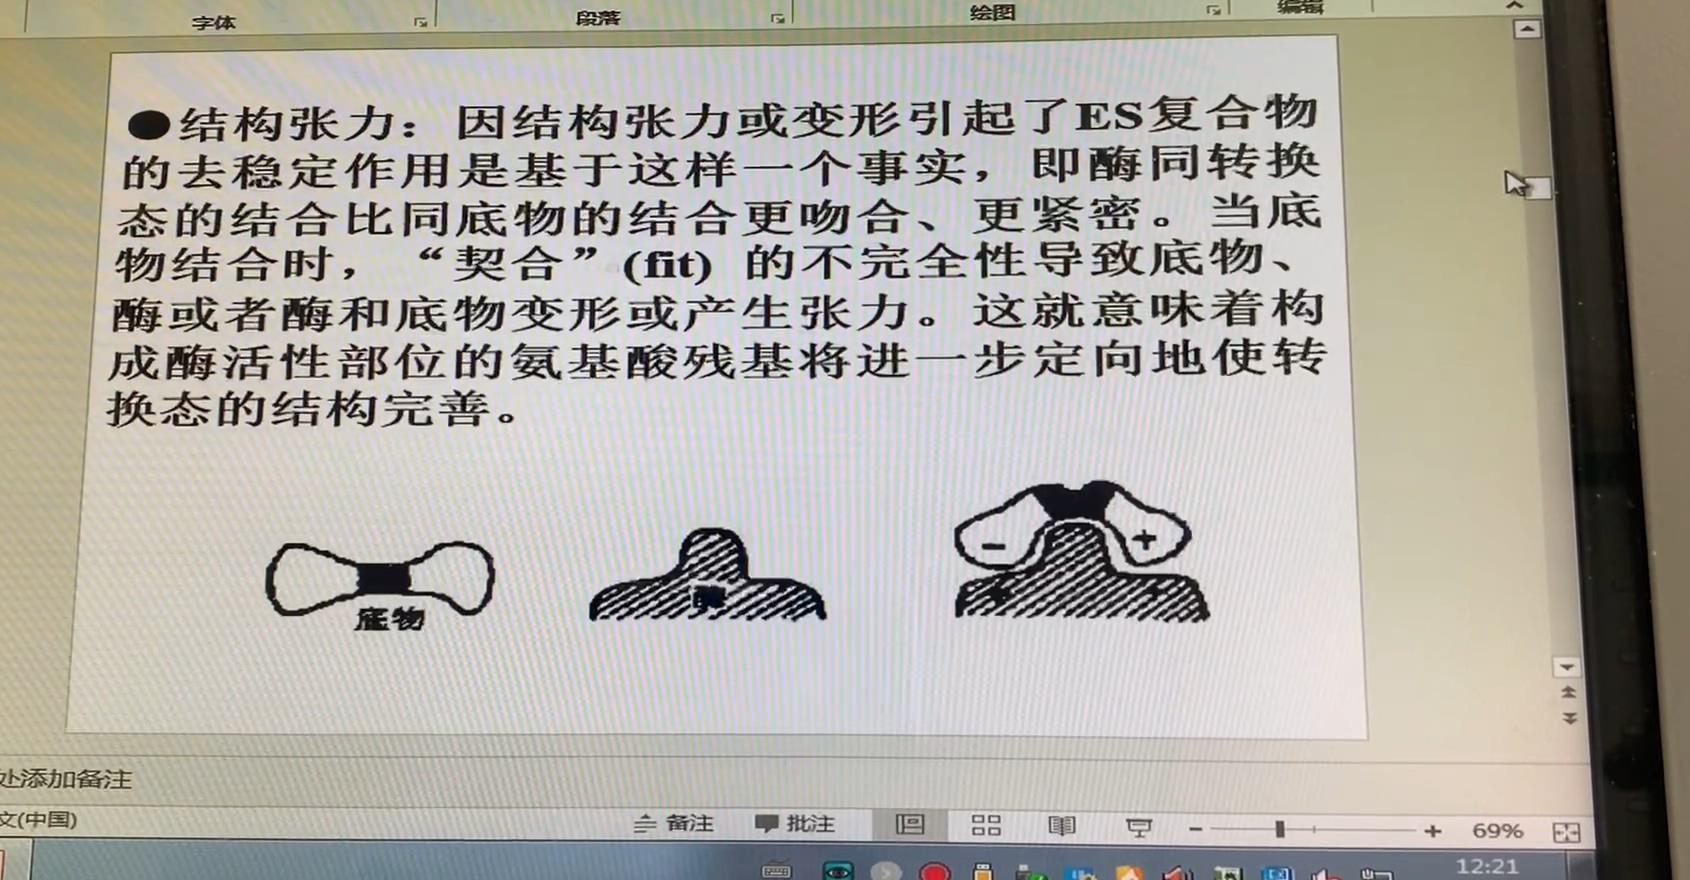 字体
段落
绘图
编辑
●结构张力：因结构张力或变形引起了ES复合物
的去稳定作用是基于这样一个事实，即酶同转换
态的结合比同底物的结合更吻合、更紧密。当底
物结合时，“契合”(fit) 的不完全性导致底物、
酶或者酶和底物变形或产生张力。这就意味着构
成酶活性部位的氨基酸残基将进一步定向地使转
换态的结构完善。
底物
酶
− +
处添加备注
文(中国)
备注
批注
69%
12:21